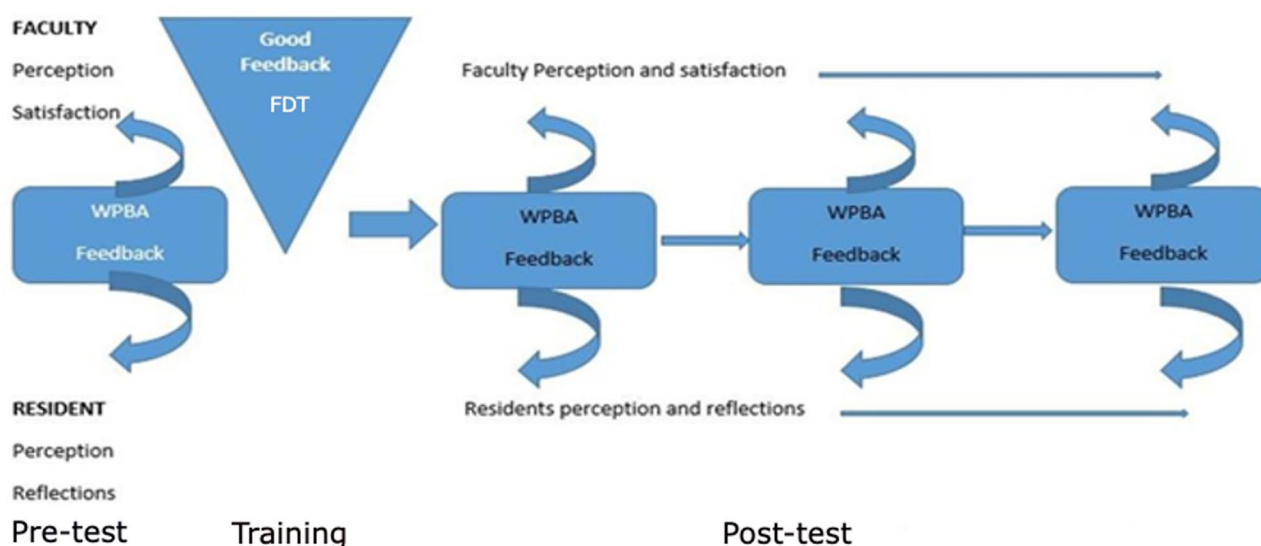 FACULTY
Perception
Satisfaction
Good
Feedback
FDT
Faculty Perception and satisfaction
WPBA
Feedback
WPBA
Feedback
WPBA
Feedback
WPBA
Feedback
RESIDENT
Perception
Reflections
Residents perception and reflections
Pre-test
Training
Post-test